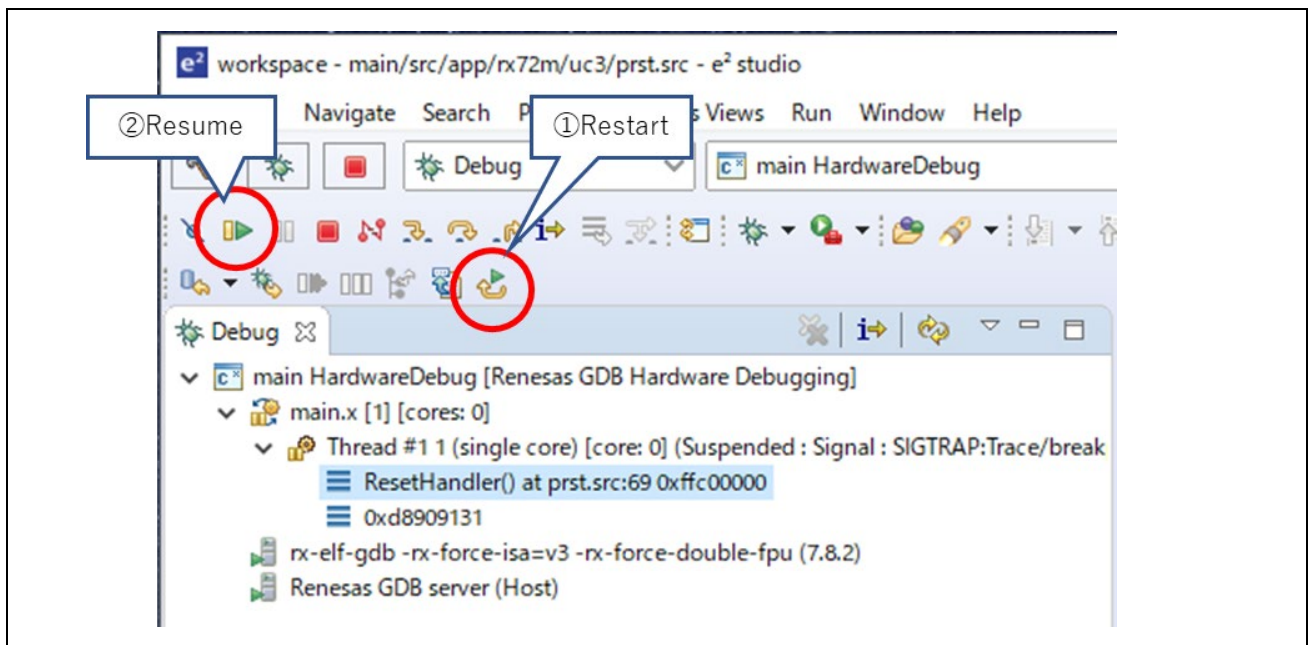 e² workspace - main/src/app/rx72m/uc3/prst.src - e² studio
②Resume
Navigate Search P ①Restart s Views Run Window Help
Debug
main HardwareDebug
Debug
main HardwareDebug [Renesas GDB Hardware Debugging]
main.x [1] [cores: 0]
Thread #1 1 (single core) [core: 0] (Suspended : Signal : SIGTRAP:Trace/break
ResetHandler() at prst.src:69 0xffc00000
0xd8909131
rx-elf-gdb -rx-force-isa=v3 -rx-force-double-fpu (7.8.2)
Renesas GDB server (Host)